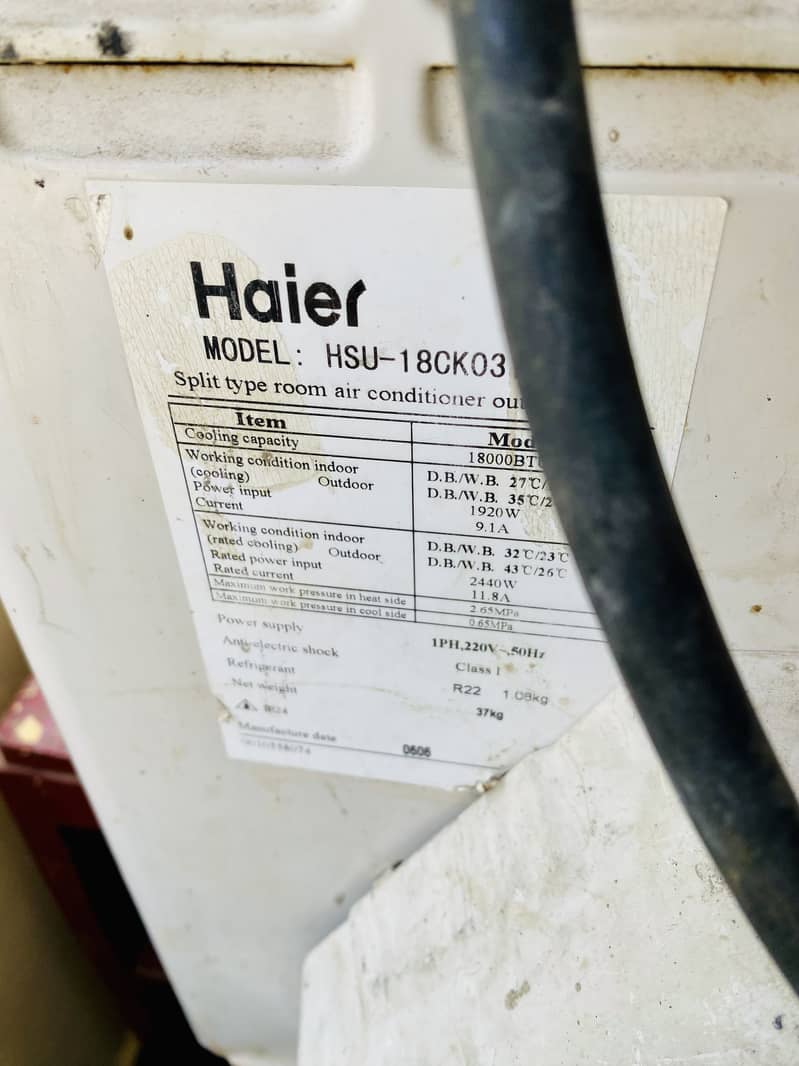 Haier
MODEL: HSU-18CK03
Split type room air conditioner
Item
Cooling capacity 18000BT
Working condition indoor D.B./W.B. 27℃/
(cooling) Outdoor D.B./W.B. 35℃/2
Power input 1920W
Current 9.1A
Working condition indoor D.B./W.B. 32℃/23℃
(rated cooling) Outdoor D.B./W.B. 43℃/26℃
Rated power input 2440W
Rated current 11.8A
Maximum work pressure in heat side 2.65MPa
Maximum work pressure in cool side 0.65MPa
Power supply 1PH,220V~,50Hz
Anti-electric shock Class I
Refrigerant R22 1.08kg
Net weight 37kg
Manufacture date 0606